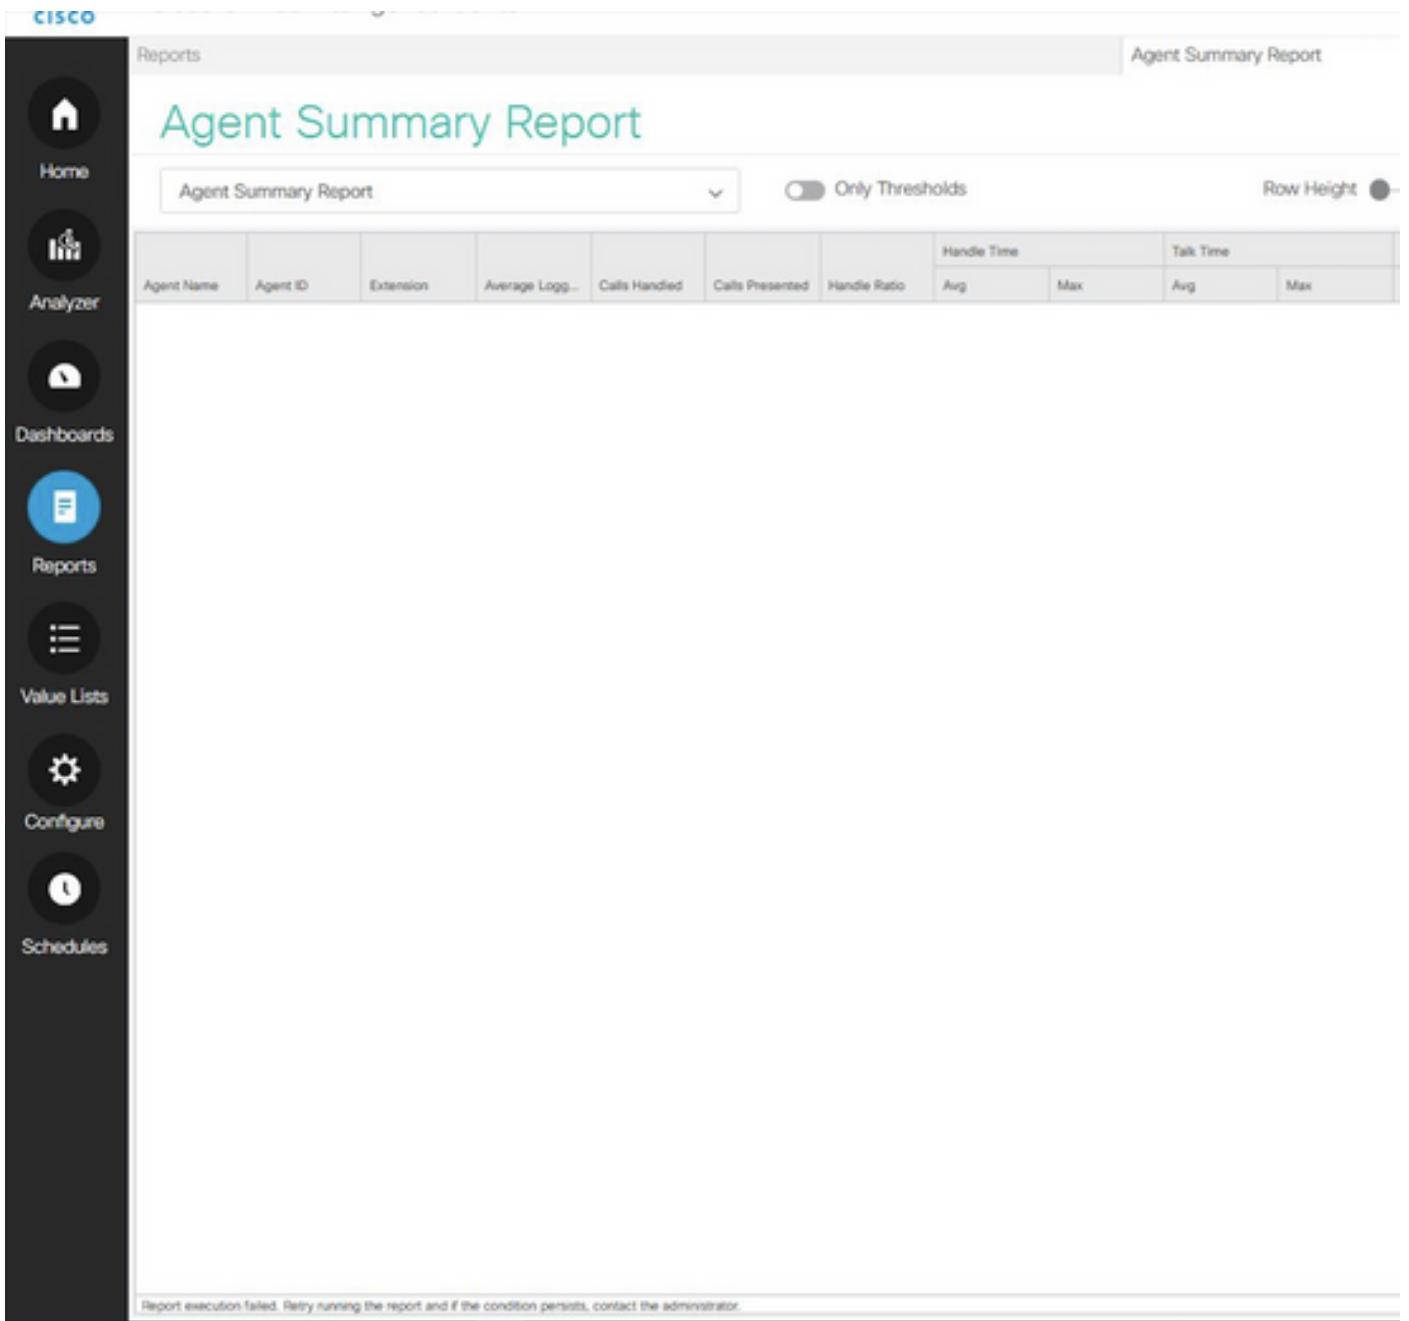 CISCO
Reports
Agent Summary Report
Agent Summary Report
Agent Summary Report
Only Thresholds
Row Height
Handle Time
Talk Time
Agent Name
Agent ID
Extension
Average Logg...
Calls Handled
Calls Presented
Handle Ratio
Avg
Max
Avg
Max
Home
Analyzer
Dashboards
Reports
Value Lists
Configure
Schedules
Report execution failed. Retry running the report and if the condition persists, contact the administrator.